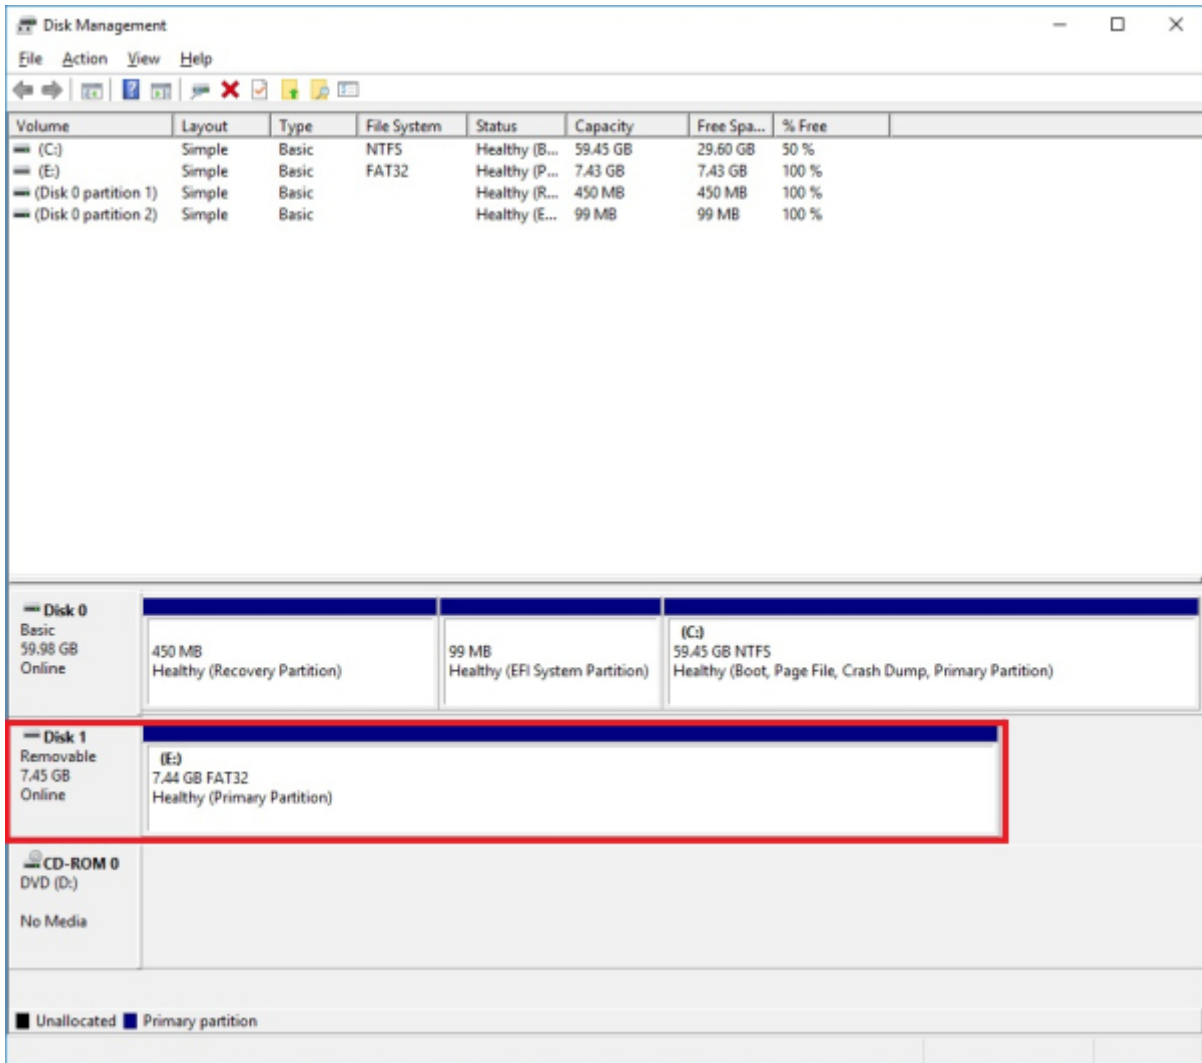 Disk Management
File Action View Help
Volume Layout Type File System Status Capacity Free Spa... % Free
(C:) Simple Basic NTFS Healthy (B... 59.45 GB 29.60 GB 50 %
(E:) Simple Basic FAT32 Healthy (P... 7.43 GB 7.43 GB 100 %
(Disk 0 partition 1) Simple Basic Healthy (R... 450 MB 450 MB 100 %
(Disk 0 partition 2) Simple Basic Healthy (E... 99 MB 99 MB 100 %
Disk 0
Basic
59.98 GB
Online
450 MB
Healthy (Recovery Partition)
99 MB
Healthy (EFI System Partition)
(C:)
59.45 GB NTFS
Healthy (Boot, Page File, Crash Dump, Primary Partition)
Disk 1
Removable
7.45 GB
Online
(E:)
7.44 GB FAT32
Healthy (Primary Partition)
CD-ROM 0
DVD (D:)
No Media
Unallocated Primary partition